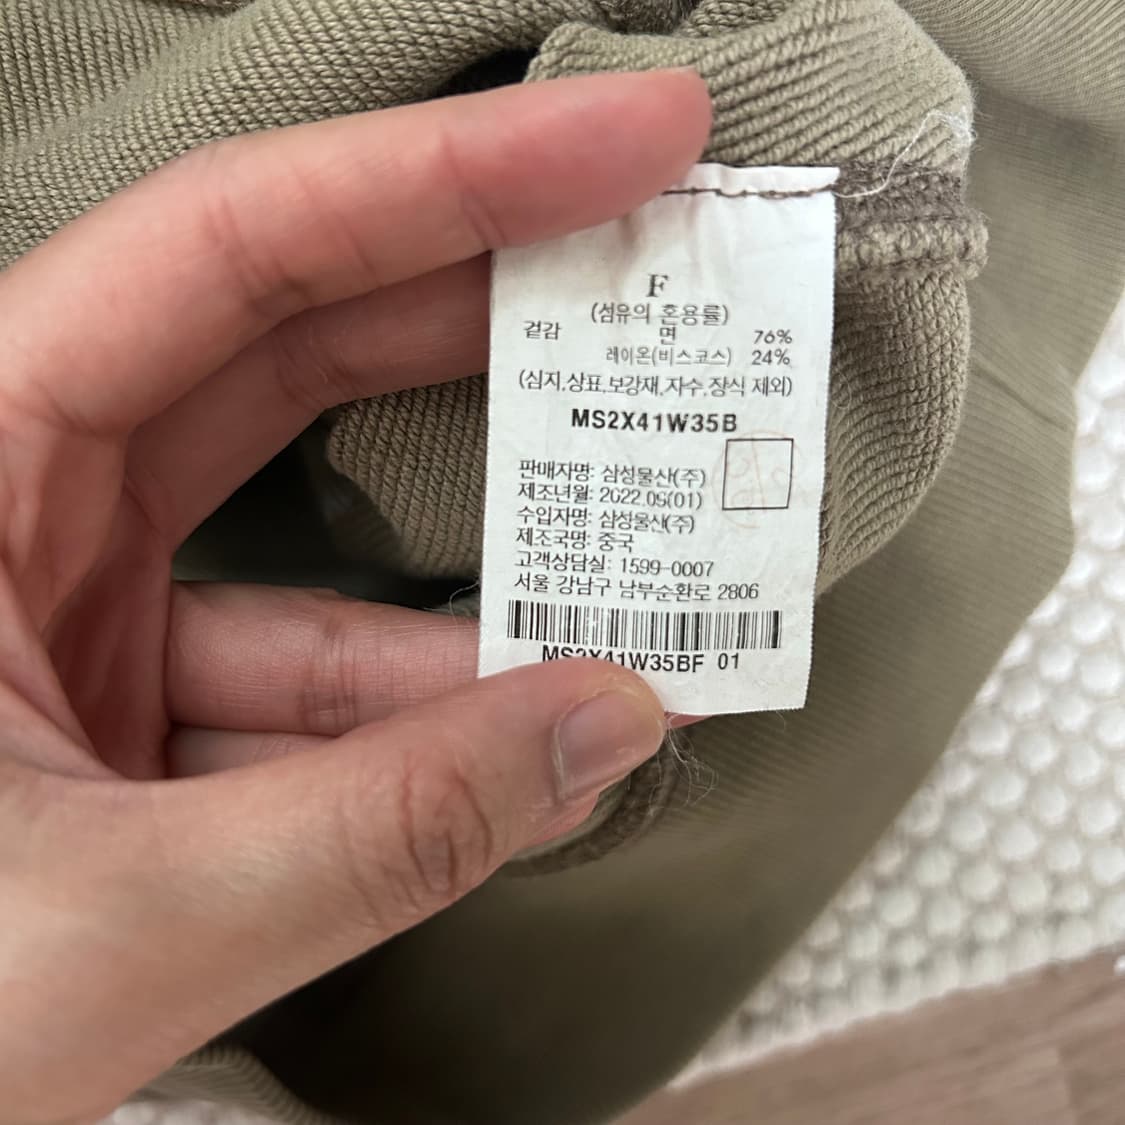 F
(섬유의 혼용률)
겉감 면 76%
레이온(비스코스) 24%
(심지,상표,보강재,자수,장식 제외)
MS2X41W35B
판매자명: 삼성물산(주)
제조년월: 2022.05(01)
수입자명: 삼성물산(주)
제조국명: 중국
고객상담실: 1599-0007
서울 강남구 남부순환로 2806
MS2X41W35BF 01